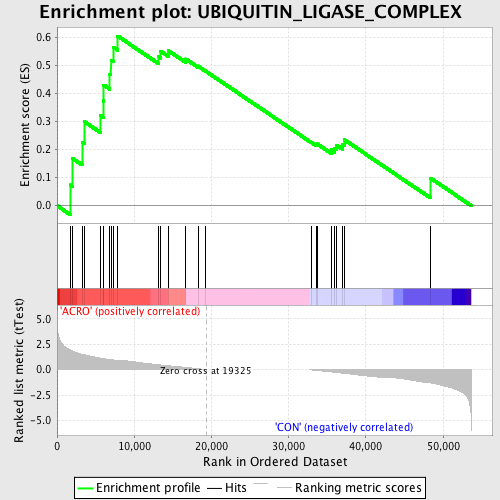 Enrichment plot: UBIQUITIN_LIGASE_COMPLEX
Enrichment score (ES)
0.6
0.5
0.4
0.3
0.2
0.1
0.0
'ACRO' (positively correlated)
Ranked list metric (tTest)
5.0
2.5
0.0
-2.5
-5.0
Zero cross at 19325
'CON' (negatively correlated)
0
10,000
20,000
30,000
40,000
50,000
Rank in Ordered Dataset
Enrichment profile
Hits
Ranking metric scores